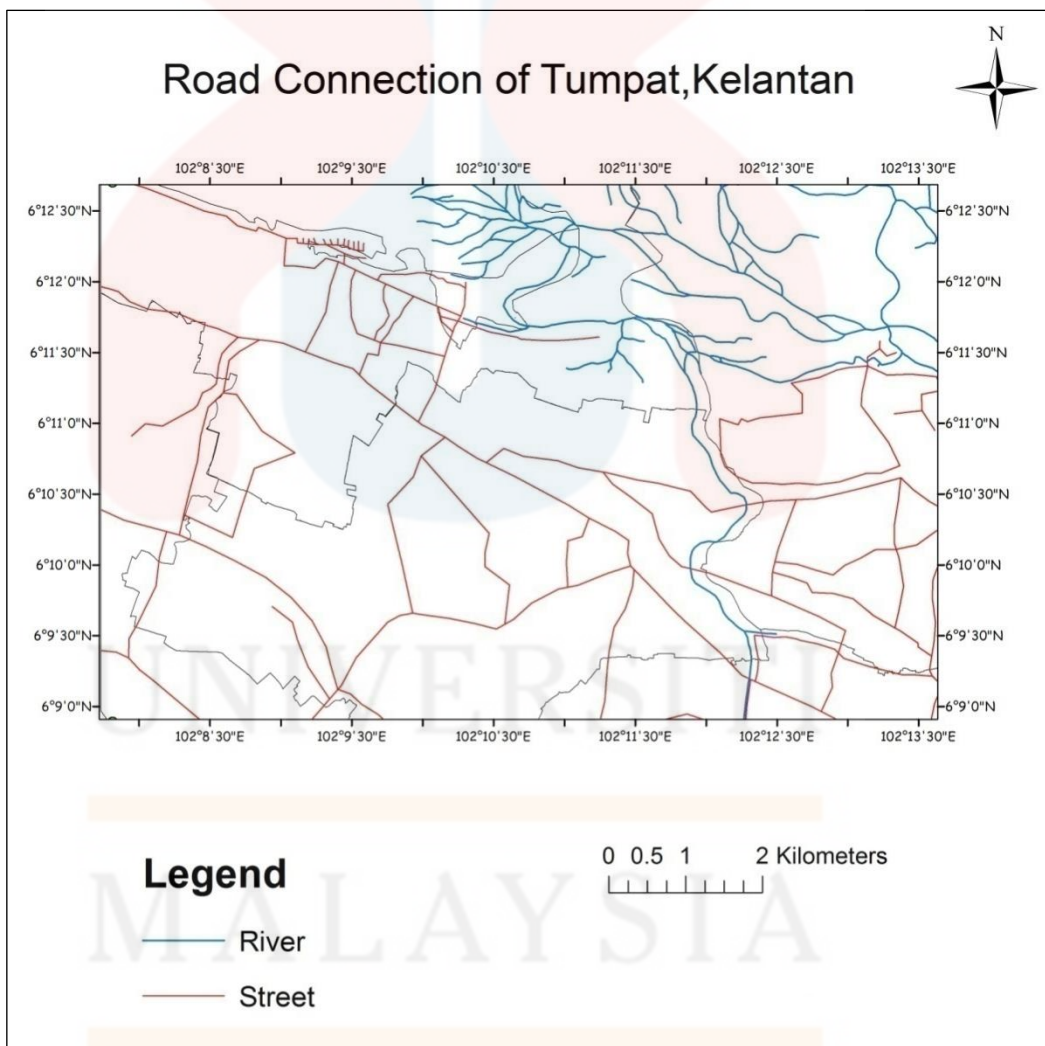 N
Road Connection of Tumpat,Kelantan
102°8'30"E 102°9'30"E 102°10'30"E 102°11'30"E 102°12'30"E 102°13'30"E
6°12'30"N 6°12'30"N
6°12'0"N 6°12'0"N
6°11'30"N 6°11'30"N
6°11'0"N 6°11'0"N
6°10'30"N 6°10'30"N
6°10'0"N 6°10'0"N
6°9'30"N 6°9'30"N
UNIVERSITI
6°9'0"N 6°9'0"N
102°8'30"E 102°9'30"E 102°10'30"E 102°11'30"E 102°12'30"E 102°13'30"E
0 0.5 1 2 Kilometers
Legend
MALAYSIA
River
Street